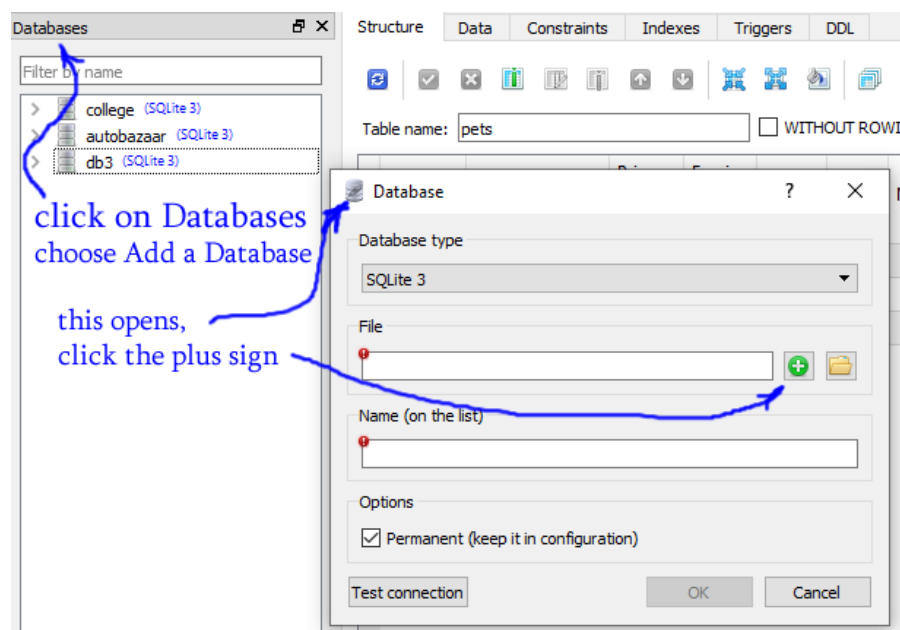 Databases
Structure Data Constraints Indexes Triggers DDL
Filter by name
college (SQLite 3)
autobazaar (SQLite 3)
db3 (SQLite 3)
Table name: pets WITHOUT ROWI
click on Databases
choose Add a Database
this opens,
click the plus sign
Database ? ×
Database type
SQLite 3
File
Name (on the list)
Options
Permanent (keep it in configuration)
Test connection OK Cancel